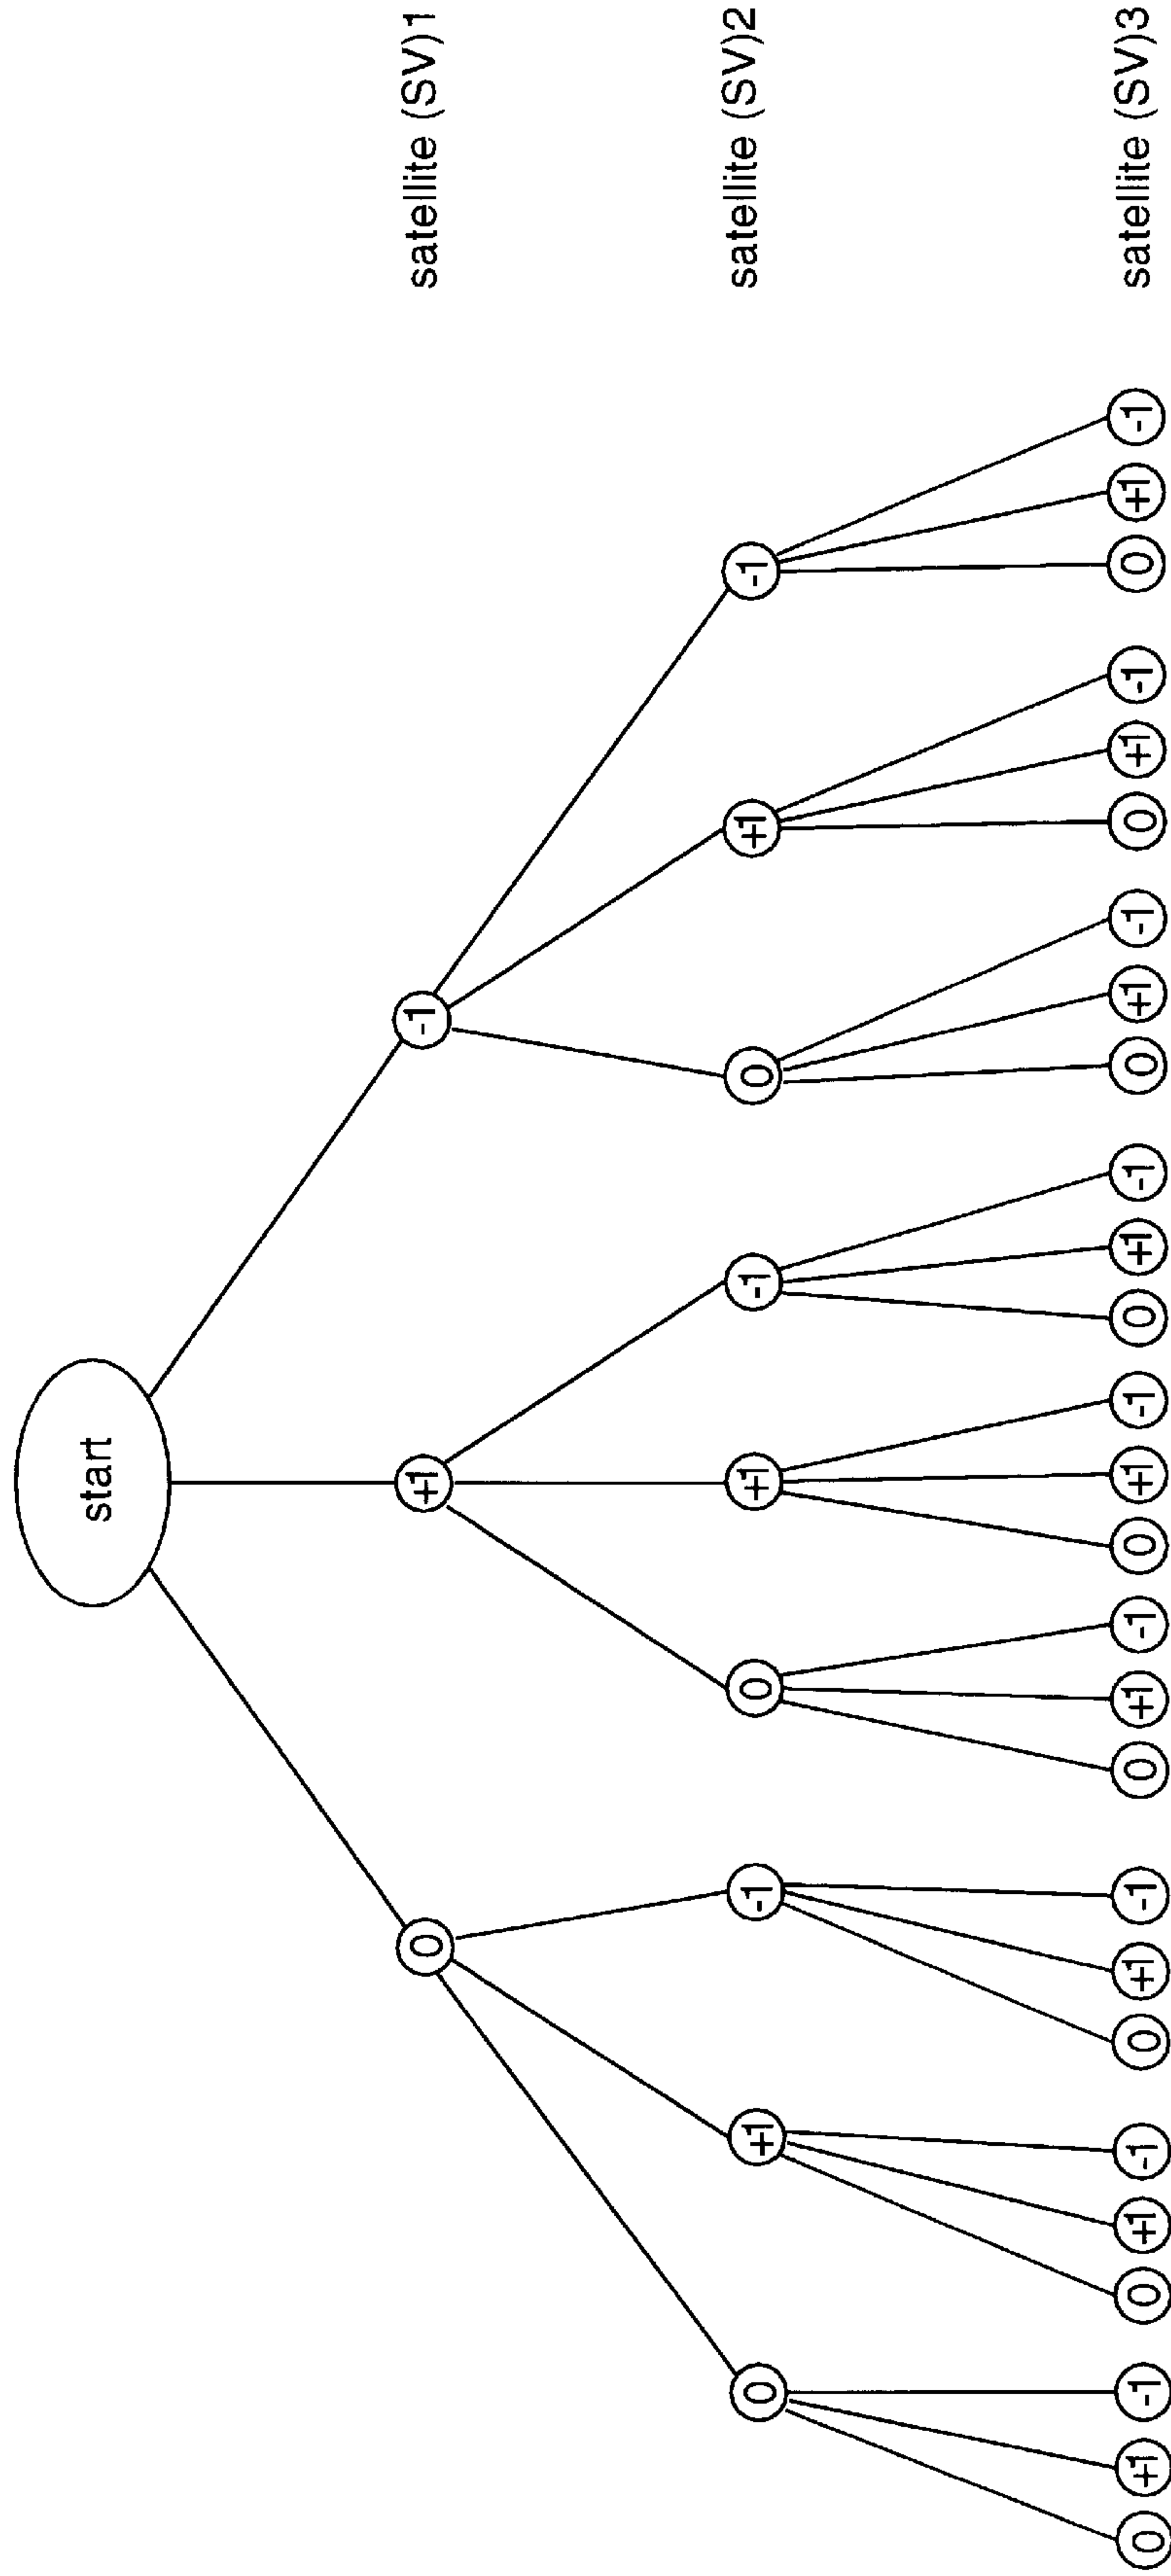 start
0 +1 -1 satellite (SV)1
0 +1 -1 0 +1 -1 0 +1 -1 satellite (SV)2
0 +1 -1 0 +1 -1 0 +1 -1 0 +1 -1 0 +1 -1 0 +1 -1 0 +1 -1 0 +1 -1 0 +1 -1 satellite (SV)3